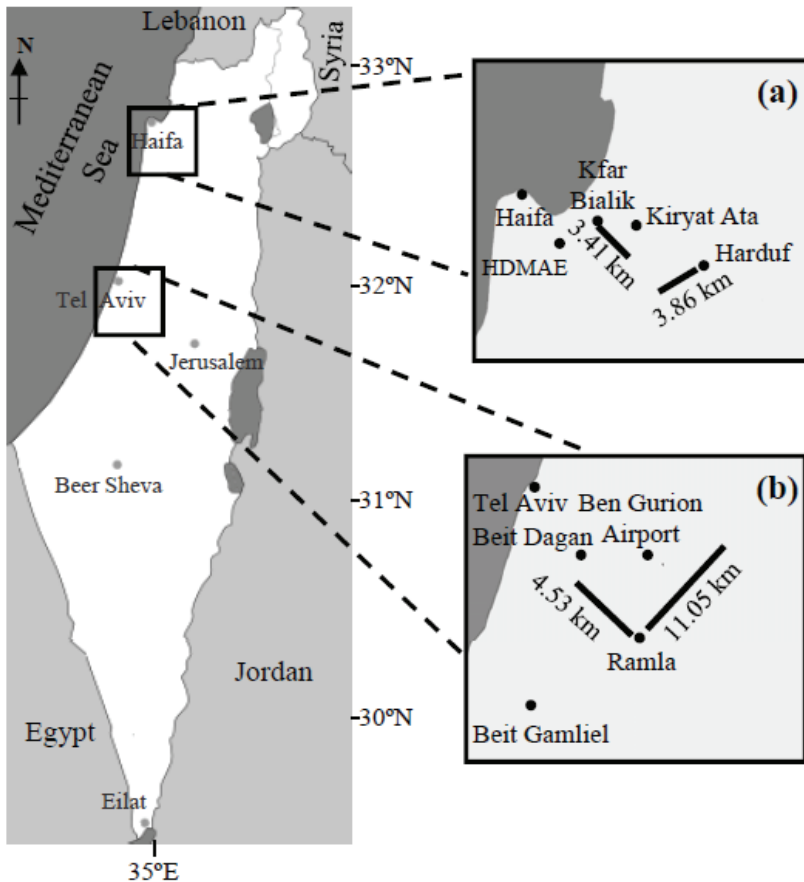 Lebanon
Syria
N
33ºN
Mediterranean
Sea
Haifa
32ºN
Tel Aviv
Jerusalem
Beer Sheva
31ºN
Jordan
30ºN
Egypt
Eilat
35ºE
(a)
Kfar
Bialik
Haifa
Kiryat Ata
HDMAE
3.41 km
Harduf
3.86 km
(b)
Tel Aviv Ben Gurion
Beit Dagan Airport
4.53 km
11.05 km
Ramla
Beit Gamliel